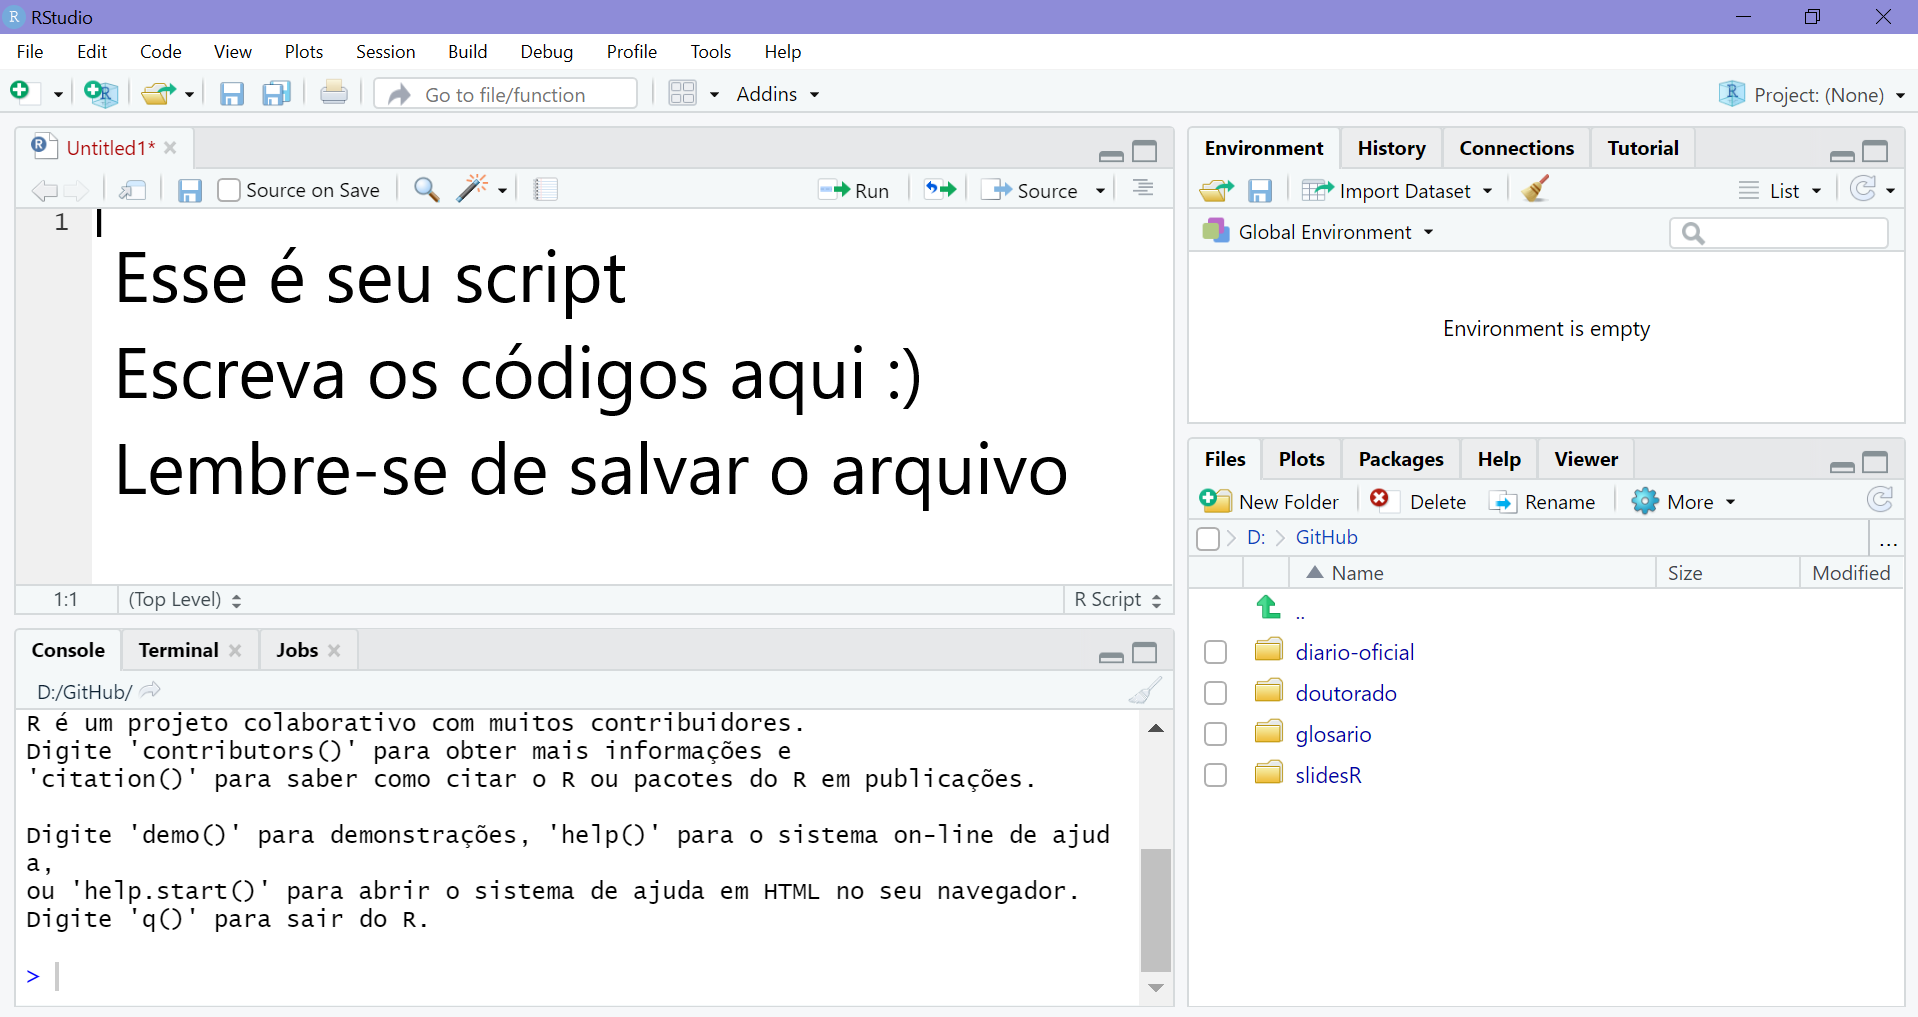 R RStudio
File Edit Code View Plots Session Build Debug Profile Tools Help
Go to file/function Addins Project: (None)
Untitled1*
Source on Save Run Source
1
Esse é seu script
Escreva os códigos aqui :)
Lembre-se de salvar o arquivo
1:1 (Top Level) R Script
Console Terminal Jobs
D:/GitHub/
R é um projeto colaborativo com muitos contribuidores.
Digite 'contributors()' para obter mais informações e
'citation()' para saber como citar o R ou pacotes do R em publicações.
Digite 'demo()' para demonstrações, 'help()' para o sistema on-line de ajud
a,
ou 'help.start()' para abrir o sistema de ajuda em HTML no seu navegador.
Digite 'q()' para sair do R.
>
Environment History Connections Tutorial
Import Dataset List
Global Environment
Environment is empty
Files Plots Packages Help Viewer
New Folder Delete Rename More
D: GitHub ...
Name Size Modified
..
diario-oficial
doutorado
glosario
slidesR